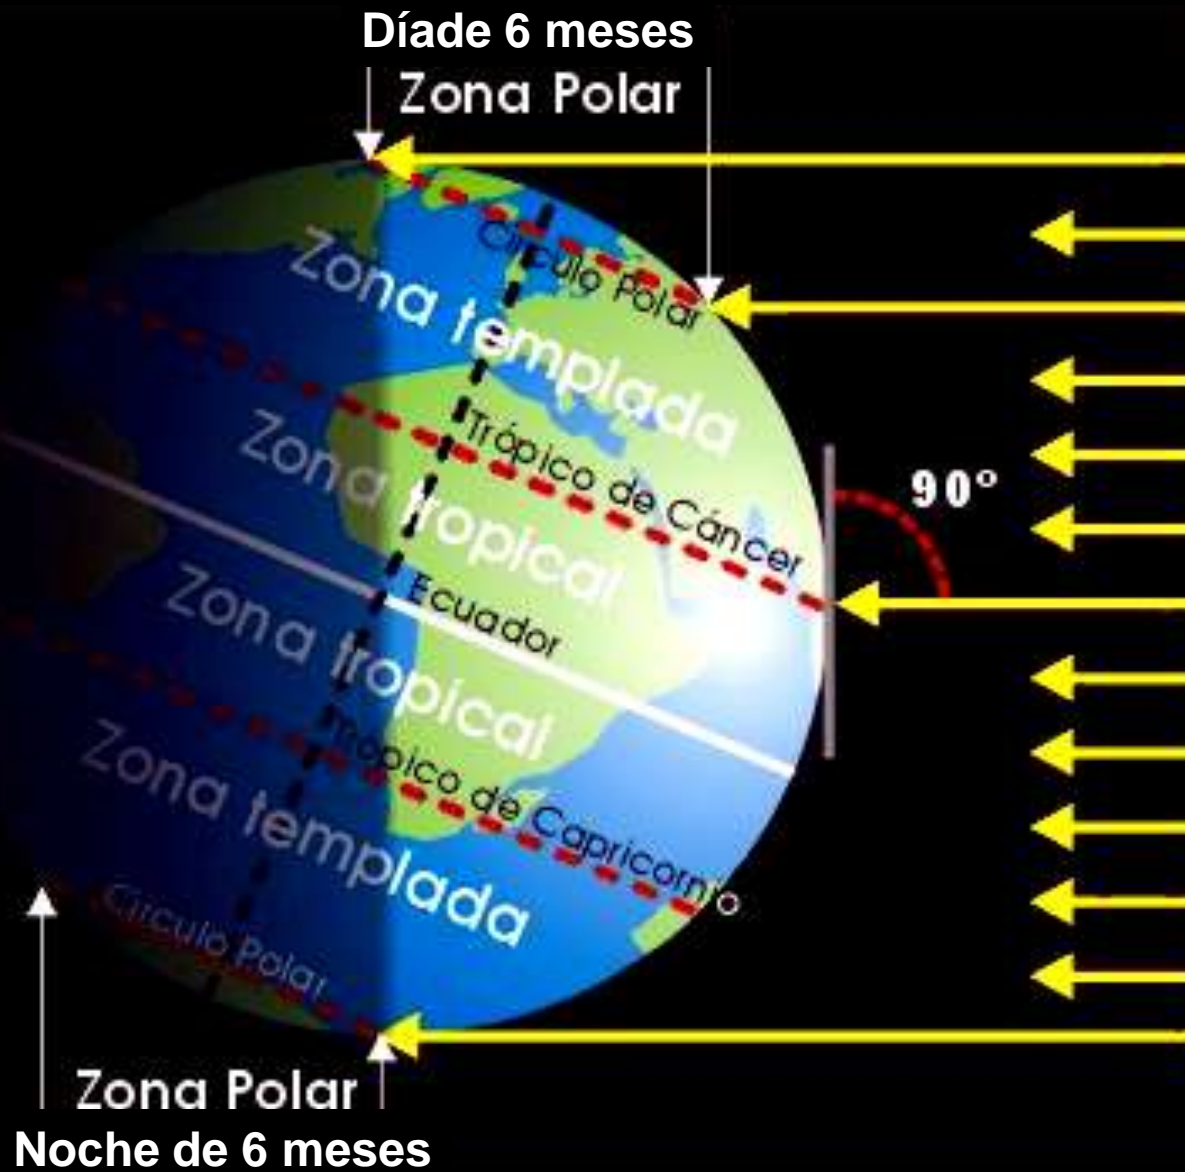 Díade 6 meses
Zona Polar
Círculo Polar
Zona templada
Trópico de Cáncer
90°
Zona tropical
Ecuador
Zona tropical
Trópico de Capricornio
Zona templada
Círculo Polar
Zona Polar
Noche de 6 meses